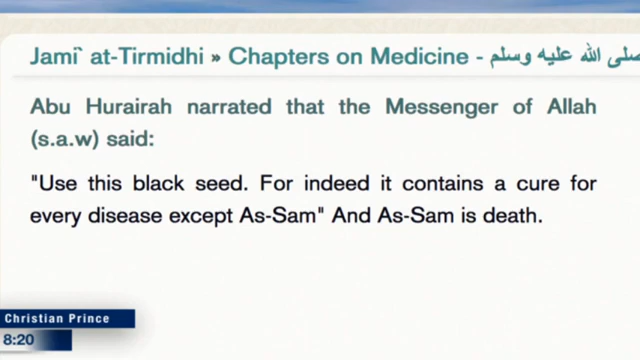 Jami` at-Tirmidhi » Chapters on Medicine - صلى الله عليه وسلم
Abu Hurairah narrated that the Messenger of Allah
(s.a.w) said:
"Use this black seed. For indeed it contains a cure for
every disease except As-Sam" And As-Sam is death.
Christian Prince
8:20